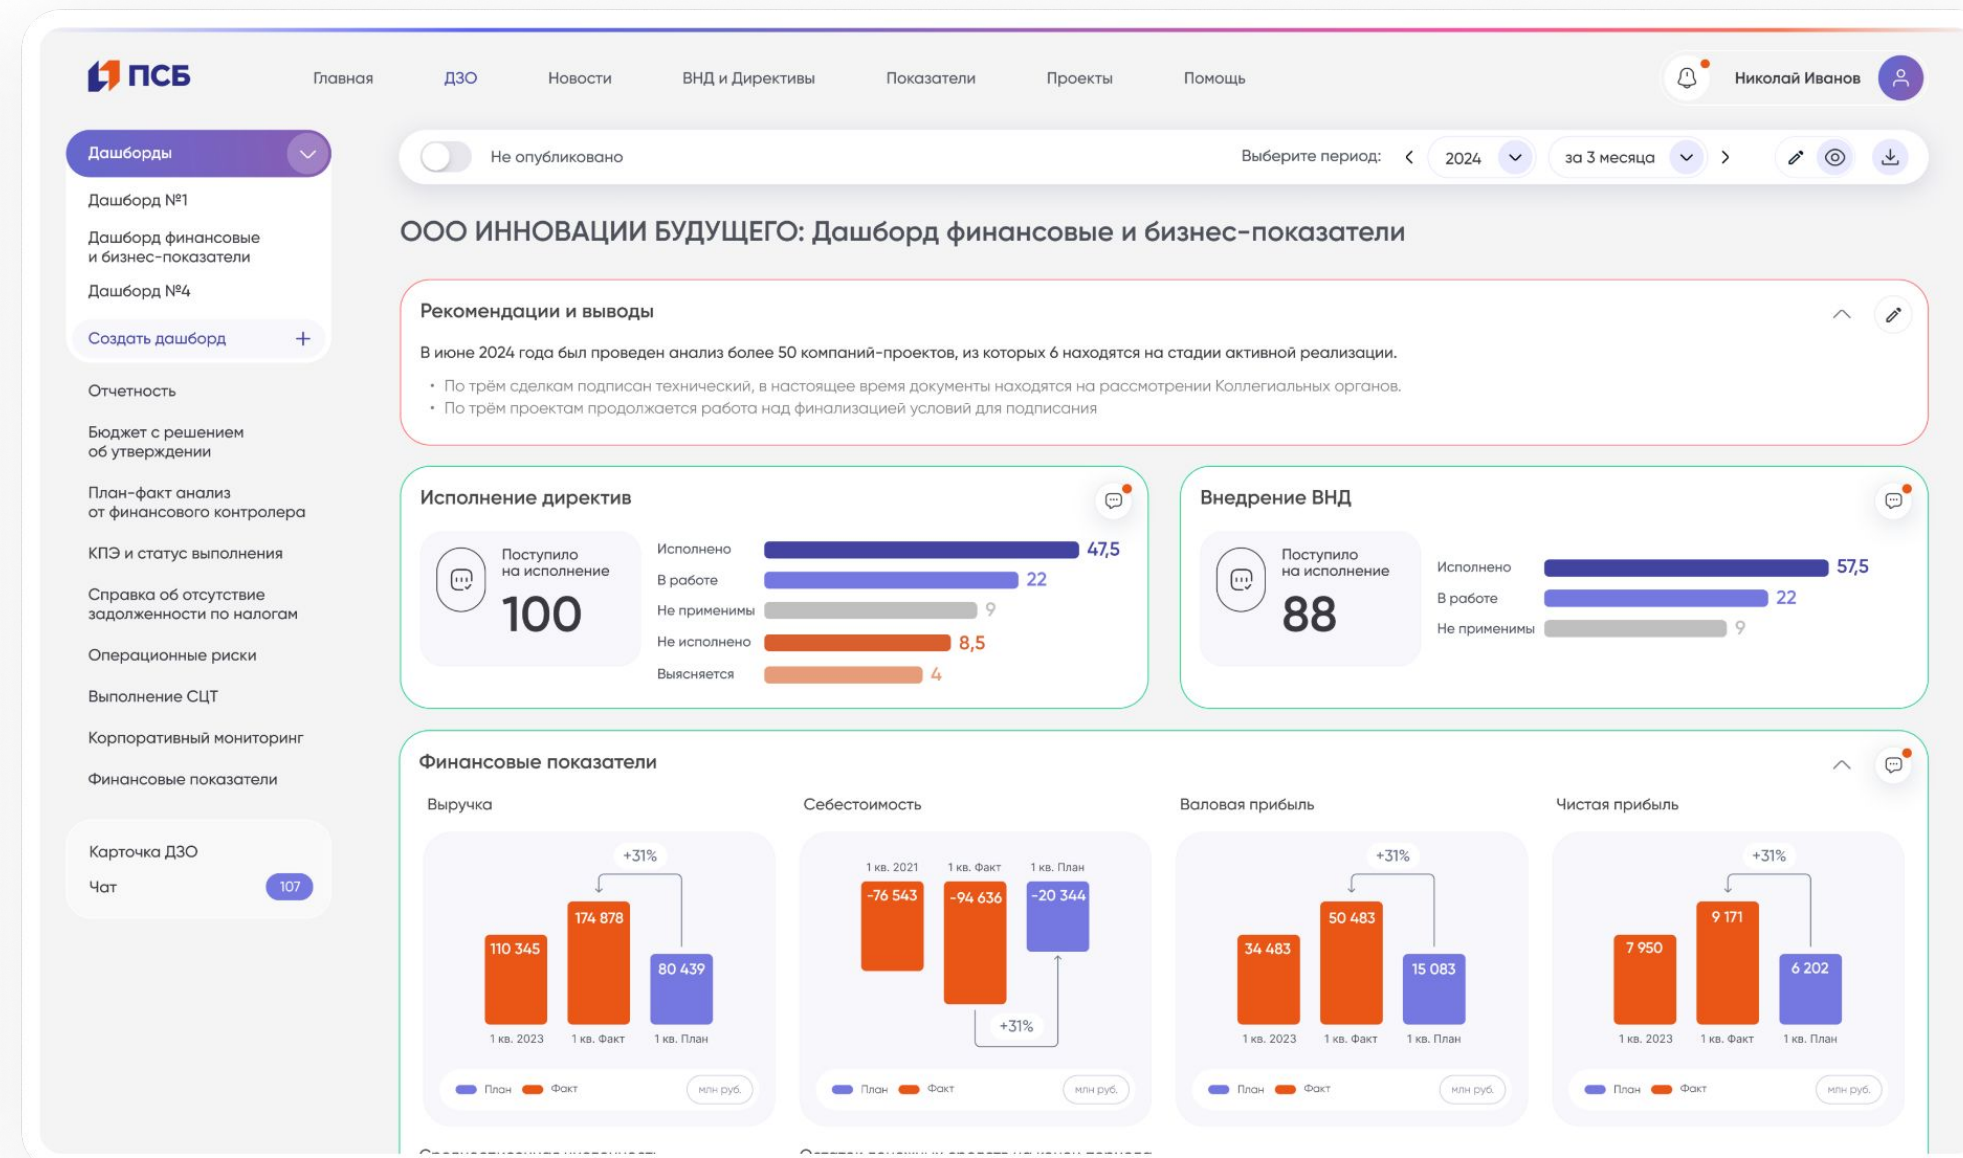 ПСБ
Главная
ДЗО
Новости
ВНД и Директивы
Показатели
Проекты
Помощь
Николай Иванов
Дашборды
Дашборд №1
Дашборд финансовые
и бизнес-показатели
Дашборд №4
Создать дашборд +
Отчетность
Бюджет с решением
об утверждении
План-факт анализ
от финансового контролера
КПЭ и статус выполнения
Справка об отсутствие
задолженности по налогам
Операционные риски
Выполнение СЦТ
Корпоративный мониторинг
Финансовые показатели
Карточка ДЗО
Чат 107
Не опубликовано
Выберите период: 2024 за 3 месяца
ООО ИННОВАЦИИ БУДУЩЕГО: Дашборд финансовые и бизнес-показатели
Рекомендации и выводы
В июне 2024 года был проведен анализ более 50 компаний-проектов, из которых 6 находятся на стадии активной реализации.
• По трём сделкам подписан технический, в настоящее время документы находятся на рассмотрении Коллегиальных органов.
• По трём проектам продолжается работа над финализацией условий для подписания
Исполнение директив
Поступило
на исполнение
100
Исполнено 47,5
В работе 22
Не применимы 9
Не исполнено 8,5
Выясняется 4
Внедрение ВНД
Поступило
на исполнение
88
Исполнено 57,5
В работе 22
Не применимы 9
Финансовые показатели
Выручка
+31%
174 878
110 345
80 439
1 кв. 2023 1 кв. Факт 1 кв. План
План Факт млн руб.
Себестоимость
1 кв. 2021 1 кв. Факт 1 кв. План
-76 543 -94 636 -20 344
+31%
План Факт млн руб.
Валовая прибыль
+31%
50 483
34 483
15 083
1 кв. 2023 1 кв. Факт 1 кв. План
План Факт млн руб.
Чистая прибыль
+31%
9 171
7 950
6 202
1 кв. 2023 1 кв. Факт 1 кв. План
План Факт млн руб.